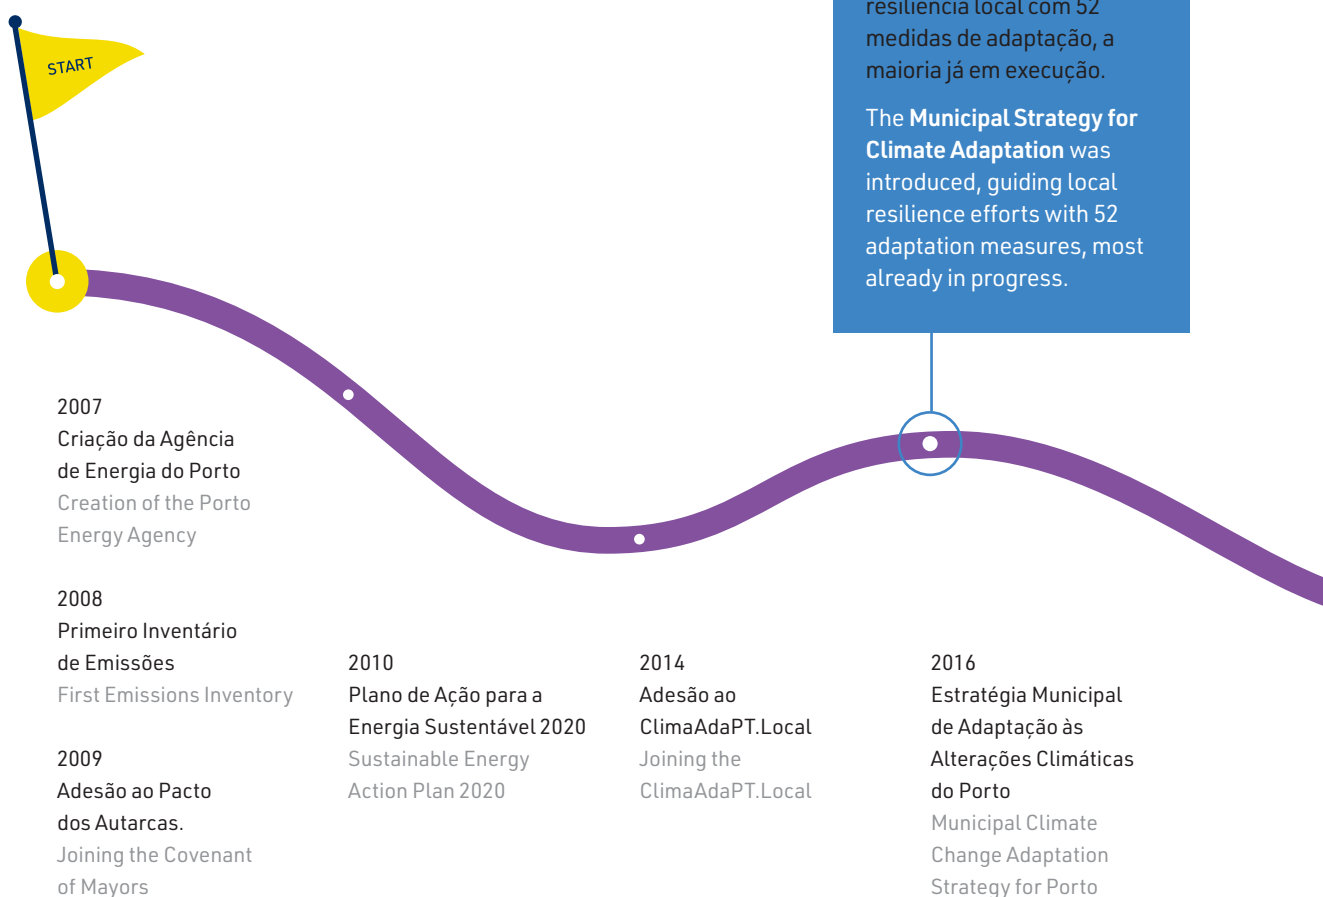 START
resiliência local com 52
medidas de adaptação, a
maioria já em execução.
The Municipal Strategy for
Climate Adaptation was
introduced, guiding local
resilience efforts with 52
adaptation measures, most
already in progress.
2007
Criação da Agência
de Energia do Porto
Creation of the Porto
Energy Agency
2008
Primeiro Inventário
de Emissões
First Emissions Inventory
2009
Adesão ao Pacto
dos Autarcas.
Joining the Covenant
of Mayors
2010
Plano de Ação para a
Energia Sustentável 2020
Sustainable Energy
Action Plan 2020
2014
Adesão ao
ClimaAdaPT.Local
Joining the
ClimaAdaPT.Local
2016
Estratégia Municipal
de Adaptação às
Alterações Climáticas
do Porto
Municipal Climate
Change Adaptation
Strategy for Porto